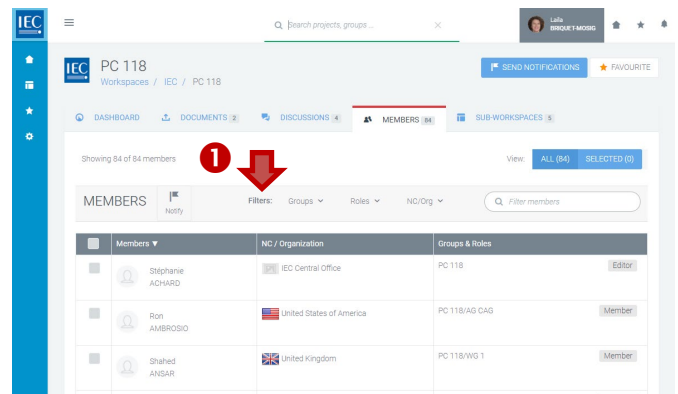 IEC
Search projects, groups ...
Laila
BRIQUET-MOSIG
IEC
PC 118
Workspaces / IEC / PC 118
SEND NOTIFICATIONS
FAVOURITE
DASHBOARD
DOCUMENTS 2
DISCUSSIONS 4
MEMBERS 84
SUB-WORKSPACES 5
Showing 84 of 84 members
1
View: ALL (84) SELECTED (0)
MEMBERS
Notify
Filters: Groups Roles NC/Org
Filter members
Members ▼ NC / Organization Groups & Roles
Stéphanie
ACHARD
IEC Central Office
PC 118 Editor
Ron
AMBROSIO
United States of America
PC 118/AG CAG Member
Shahed
ANSAR
United Kingdom
PC 118/WG 1 Member